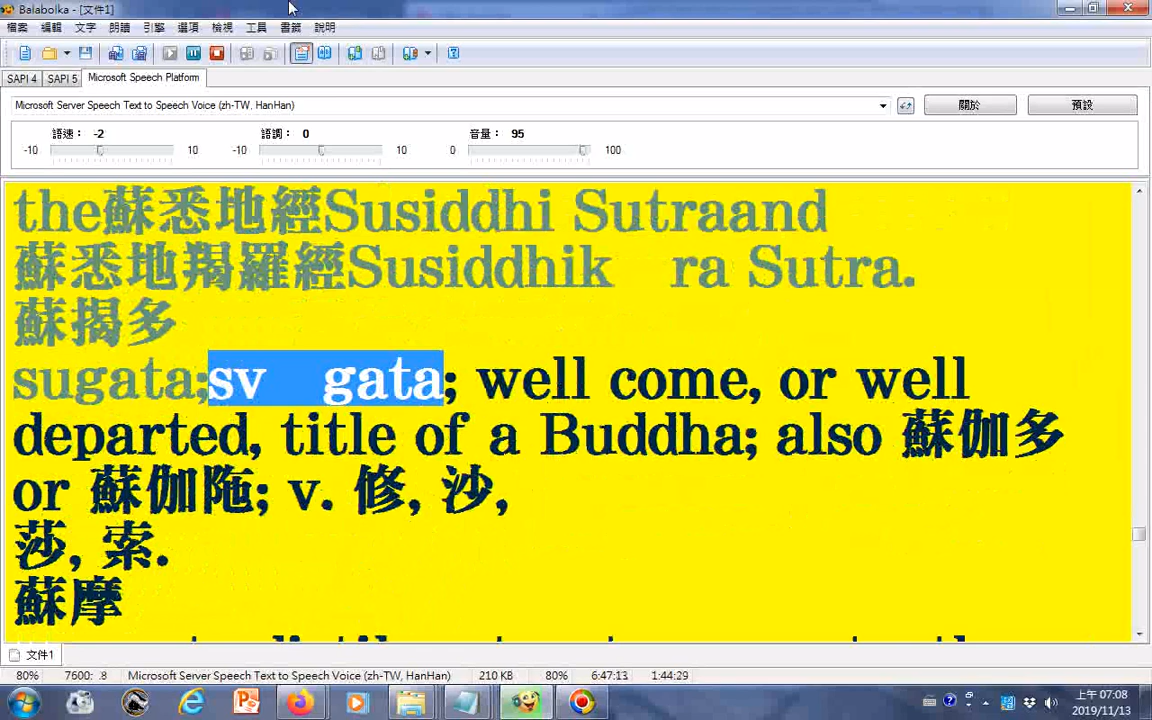 Balabolka - [文件1]
檔案 編輯 文字 朗讀 引擎 選項 檢視 工具 書籤 說明
SAPI 4 SAPI 5 Microsoft Speech Platform
Microsoft Server Speech Text to Speech Voice (zh-TW, HanHan)
關於 預設
語速: -2 語調: 0 音量: 95
-10 10 -10 10 0 100
the蘇悉地經Susiddhi Sutraand
蘇悉地羯羅經Susiddhik ra Sutra.
蘇揭多
sugata;sv gata; well come, or well
departed, title of a Buddha; also 蘇伽多
or 蘇伽陁; v. 修, 沙,
莎, 索.
蘇摩
文件1
80% 7600: .8 Microsoft Server Speech Text to Speech Voice (zh-TW, HanHan) 210 KB 80% 6:47:13 1:44:29
上午 07:08
2019/11/13